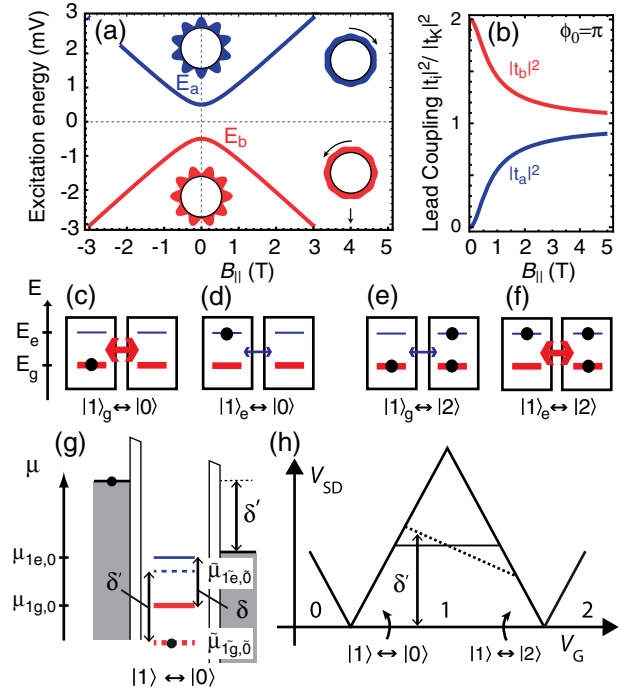 (a)
Excitation energy (mV)
3
2
1
0
-1
-2
-3
E_a
E_b
-3 -2 -1 0 1 2 3 4 5
B_|| (T)
(b)
ϕ_0=π
Lead Coupling |t_i|^2/ |t_K|^2
2
1
0
|t_b|^2
|t_a|^2
0 1 2 3 4 5
B_|| (T)
(c) (d) (e) (f)
E
E_e
E_g
|1⟩_g ↔ |0⟩ |1⟩_e ↔ |0⟩ |1⟩_g ↔ |2⟩ |1⟩_e ↔ |2⟩
(g)
μ
δ'
μ_1e,0
μ̃_1ẽ,0̃
δ' δ
μ_1g,0
μ̃_1g̃,0̃
|1⟩ ↔ |0⟩
(h)
V_SD
δ'
0 1 2
|1⟩ ↔ |0⟩ |1⟩ ↔ |2⟩ V_G